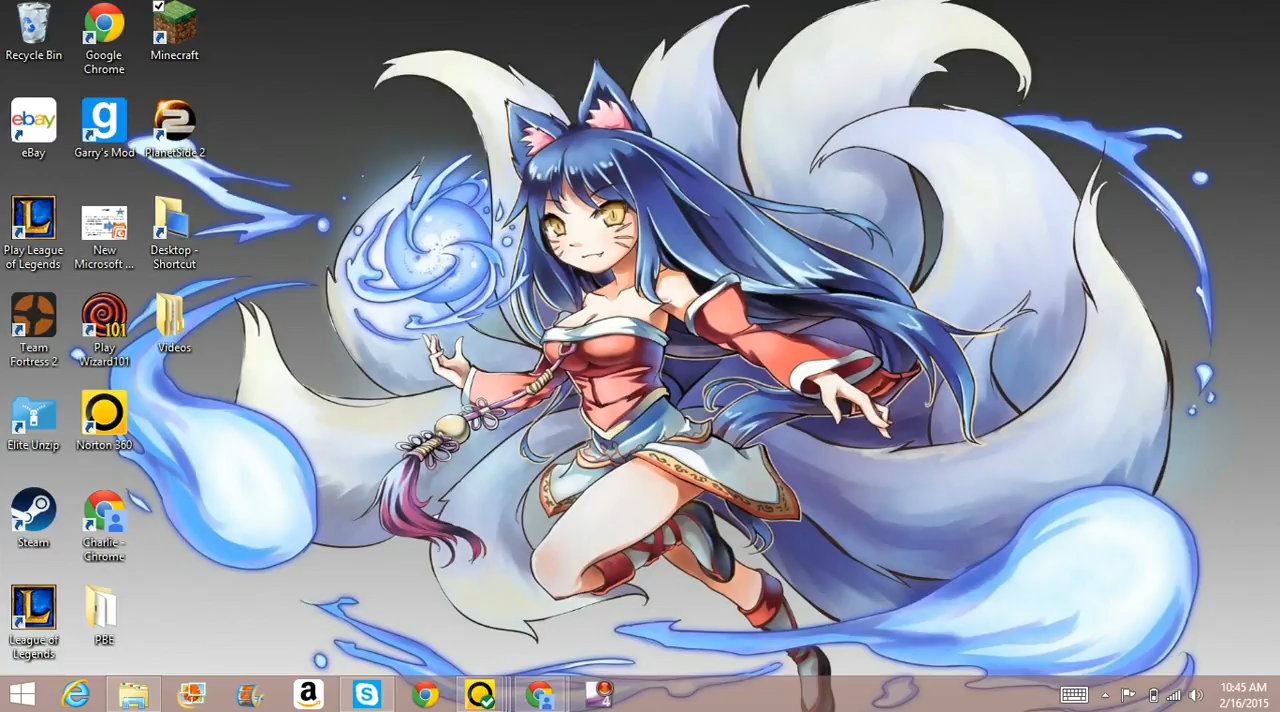 Recycle Bin
Google
Chrome
Minecraft
ebay
eBay
g
Garry's Mod
2
PlanetSide 2
L
Play League
of Legends
New
Microsoft ...
Desktop -
Shortcut
Team
Fortress 2
101
Play
Wizard101
Videos
Elite Unzip
Norton 360
Steam
Charlie -
Chrome
L
League of
Legends
PBE
a
S
4
10:45 AM
2/16/2015